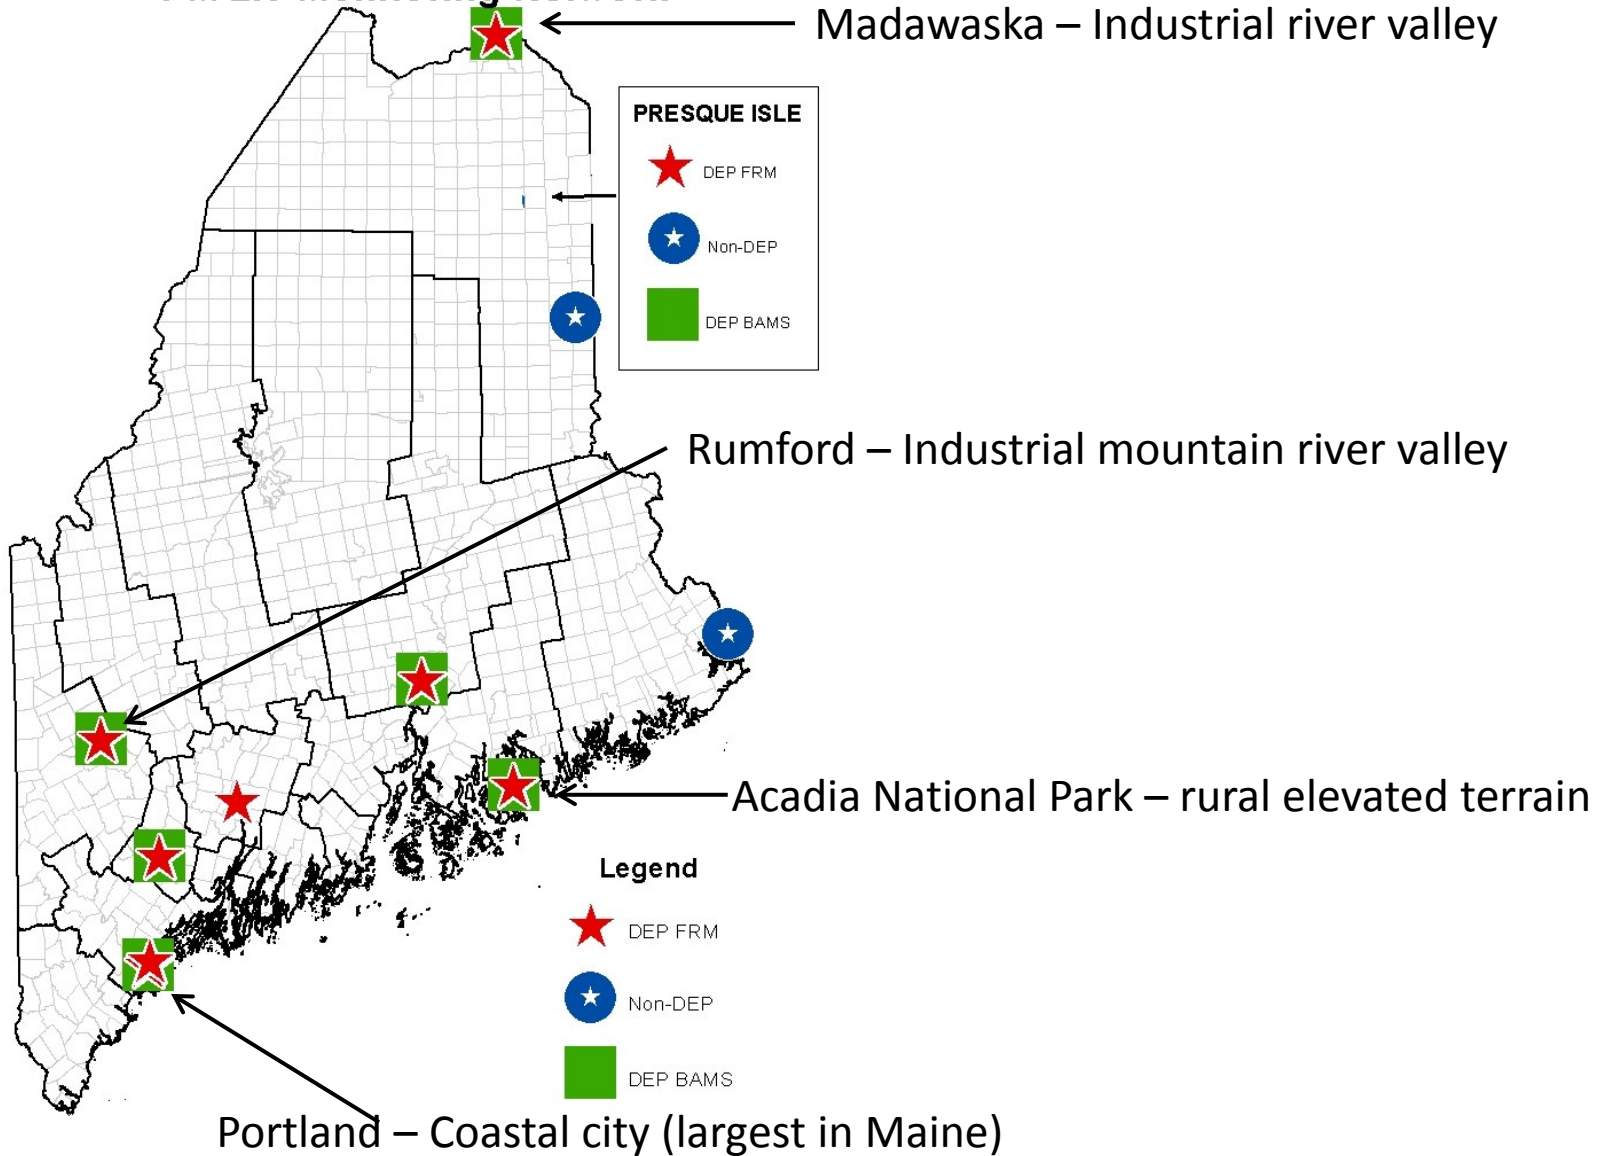 Madawaska – Industrial river valley
PRESQUE ISLE
DEP FRM
Non-DEP
DEP BAMS
Rumford – Industrial mountain river valley
Acadia National Park – rural elevated terrain
Legend
DEP FRM
Non-DEP
DEP BAMS
Portland – Coastal city (largest in Maine)